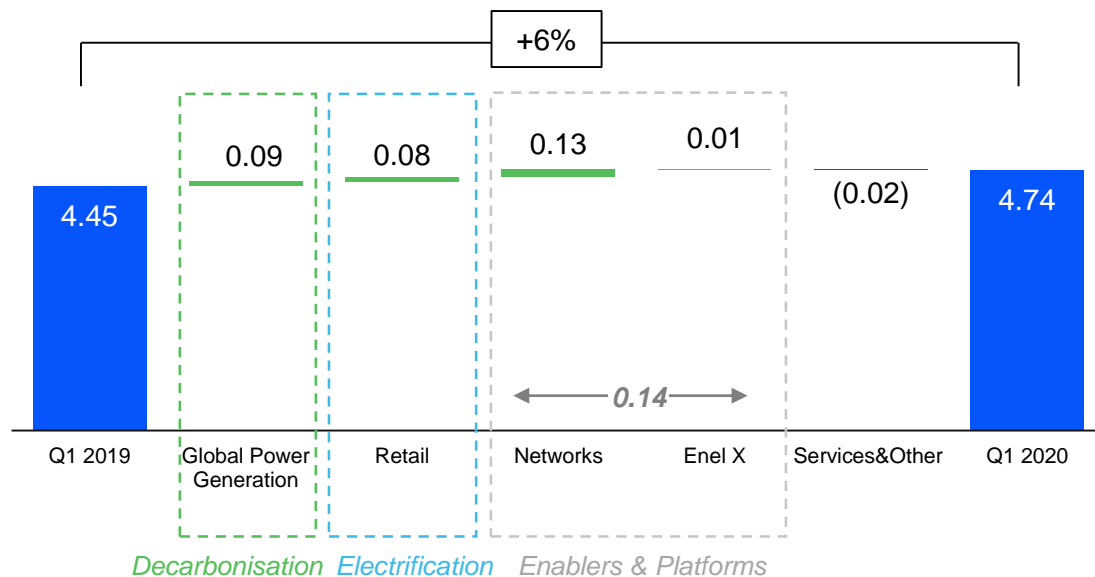 +6%
0.09
0.08
0.13
0.01
4.45
(0.02)
4.74
0.14
Q1 2019
Global Power
Generation
Retail
Networks
Enel X
Services&Other
Q1 2020
Decarbonisation
Electrification
Enablers & Platforms